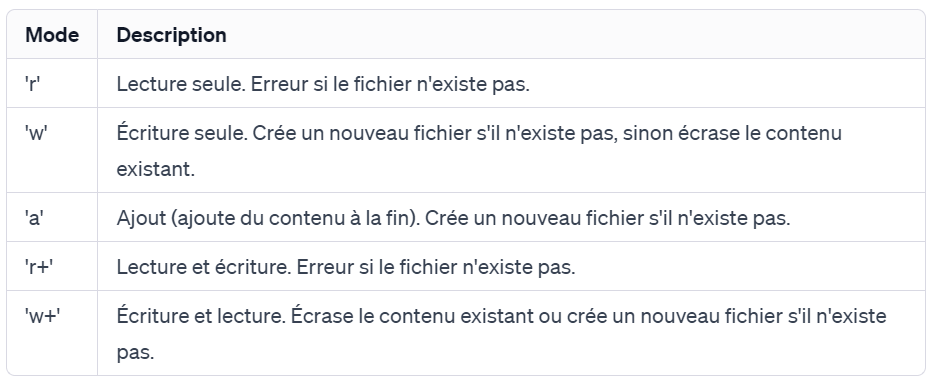 Mode Description
'r' Lecture seule. Erreur si le fichier n'existe pas.
'w' Écriture seule. Crée un nouveau fichier s'il n'existe pas, sinon écrase le contenu
existant.
'a' Ajout (ajoute du contenu à la fin). Crée un nouveau fichier s'il n'existe pas.
'r+' Lecture et écriture. Erreur si le fichier n'existe pas.
'w+' Écriture et lecture. Écrase le contenu existant ou crée un nouveau fichier s'il n'existe
pas.